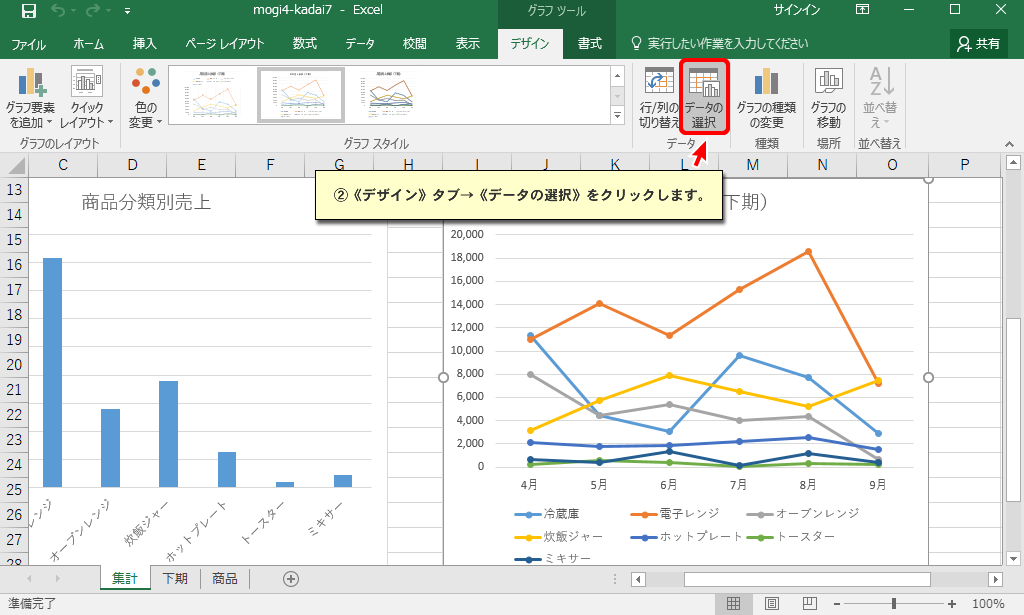 mogi4-kadai7 - Excel
グラフ ツール
サインイン
ファイル
ホーム
挿入
ページ レイアウト
数式
データ
校閲
表示
デザイン
書式
実行したい作業を入力してください
共有
グラフ要素
を追加
クイック
レイアウト
色の
変更
行/列の
切り替え
データの
選択
グラフの種類
の変更
グラフの
移動
並べ替
え
グラフのレイアウト
グラフ スタイル
データ
種類
場所
並べ替え
C D E F G H I J K L M N O P
②《デザイン》タブ→《データの選択》をクリックします。
13
14
15
16
17
18
19
20
21
22
23
24
25
26
27
28
商品分類別売上
レンジ
オーブンレンジ
炊飯ジャー
ホットプレート
トースター
ミキサー
下期）
20,000
18,000
16,000
14,000
12,000
10,000
8,000
6,000
4,000
2,000
0
4月 5月 6月 7月 8月 9月
冷蔵庫 電子レンジ オーブンレンジ
炊飯ジャー ホットプレート トースター
ミキサー
集計 下期 商品
準備完了
100%